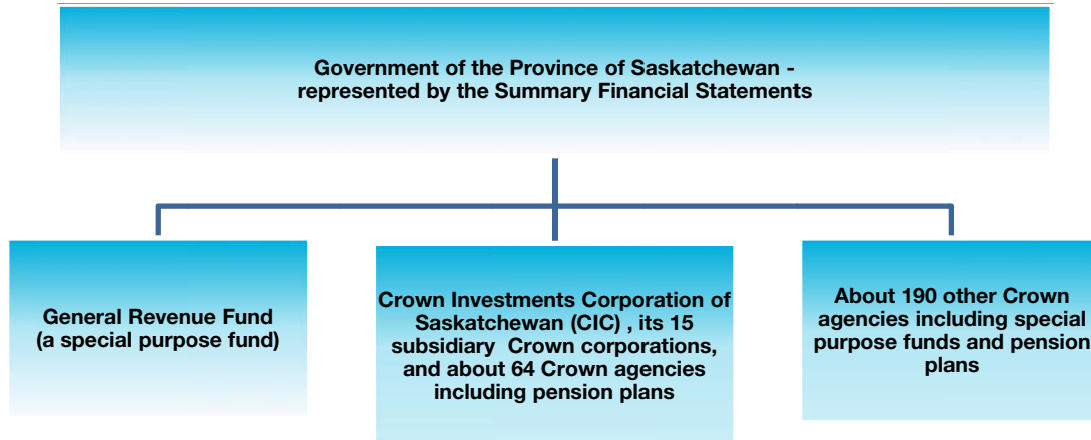 Government of the Province of Saskatchewan -
represented by the Summary Financial Statements
General Revenue Fund
(a special purpose fund)
Crown Investments Corporation of
Saskatchewan (CIC) , its 15
subsidiary Crown corporations,
and about 64 Crown agencies
including pension plans
About 190 other Crown
agencies including special
purpose funds and pension
plans